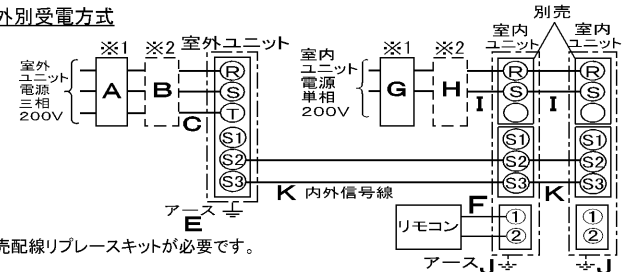 外別受電方式
別売
※1
※2
室外ユニット
室内
ユニット
電源
単相
200V
※1
※2
室内
ユニット
室内
ユニット
室外
ユニット
電源
三相
200V
A
B
C
R
S
T
S1
S2
S3
G
H
I
I
R
S
S1
S2
S3
R
S
S1
S2
S3
K 内外信号線
K
アース
E
F
リモコン
①
②
①
②
売配線リプレースキットが必要です。
アース
J
J